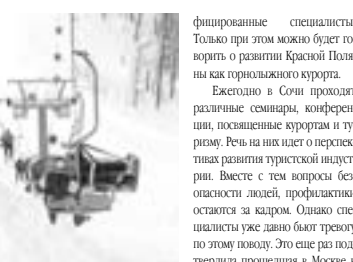 фицированные специалисты.
Только при этом можно будет го
ворить о развитии Красной Поля
ны как горнолыжного курорта.
Ежегодно в Сочи проходят
различные семинары, конферен
ции, посвященные курортам и ту
ризму. Речь на них идет о перспек
тивах развития туристской индуст
рии. Вместе с тем вопросы без
опасности людей, профилактики
остаются за кадром. Однако спе
циалисты уже давно бьют тревогу
по этому поводу. Это еще раз под
твердила прошедшая в Москве в